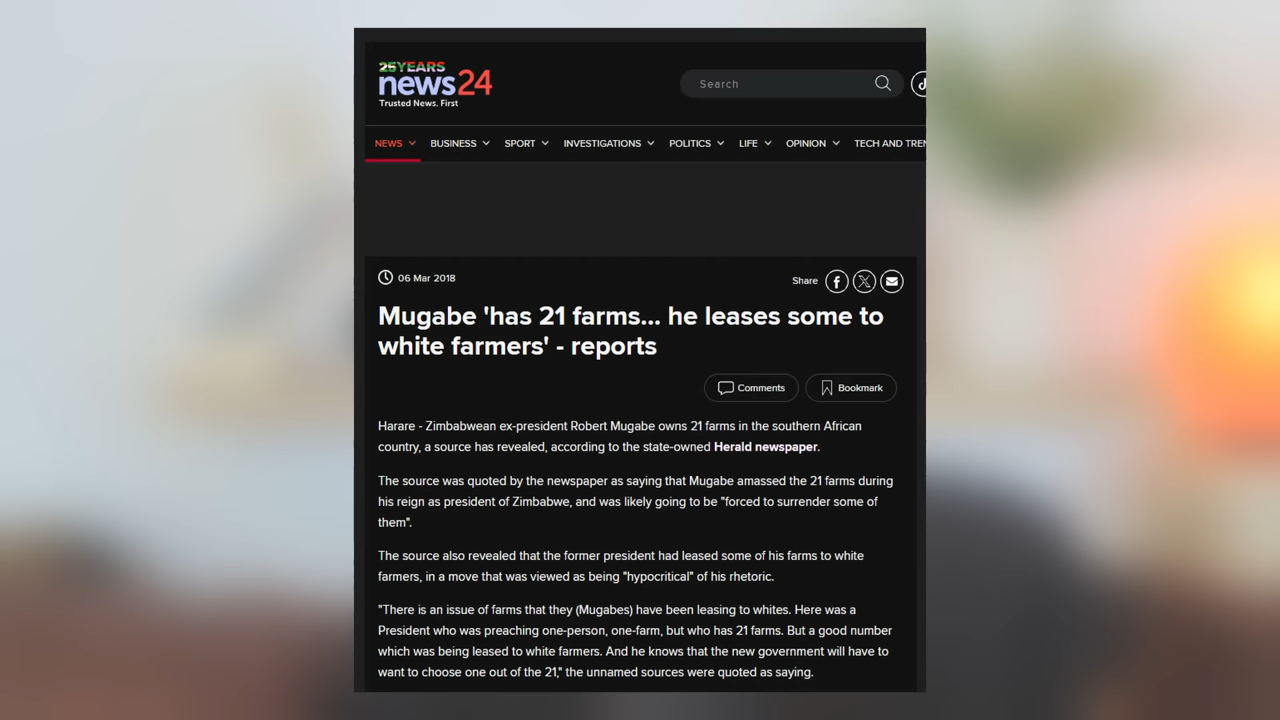 25YEARS
news24
Trusted News. First
Search
NEWS BUSINESS SPORT INVESTIGATIONS POLITICS LIFE OPINION TECH AND TREN
06 Mar 2018
Share
Mugabe 'has 21 farms... he leases some to
white farmers' - reports
Comments Bookmark
Harare - Zimbabwean ex-president Robert Mugabe owns 21 farms in the southern African
country, a source has revealed, according to the state-owned Herald newspaper.
The source was quoted by the newspaper as saying that Mugabe amassed the 21 farms during
his reign as president of Zimbabwe, and was likely going to be "forced to surrender some of
them".
The source also revealed that the former president had leased some of his farms to white
farmers, in a move that was viewed as being "hypocritical" of his rhetoric.
"There is an issue of farms that they (Mugabes) have been leasing to whites. Here was a
President who was preaching one-person, one-farm, but who has 21 farms. But a good number
which was being leased to white farmers. And he knows that the new government will have to
want to choose one out of the 21," the unnamed sources were quoted as saying.